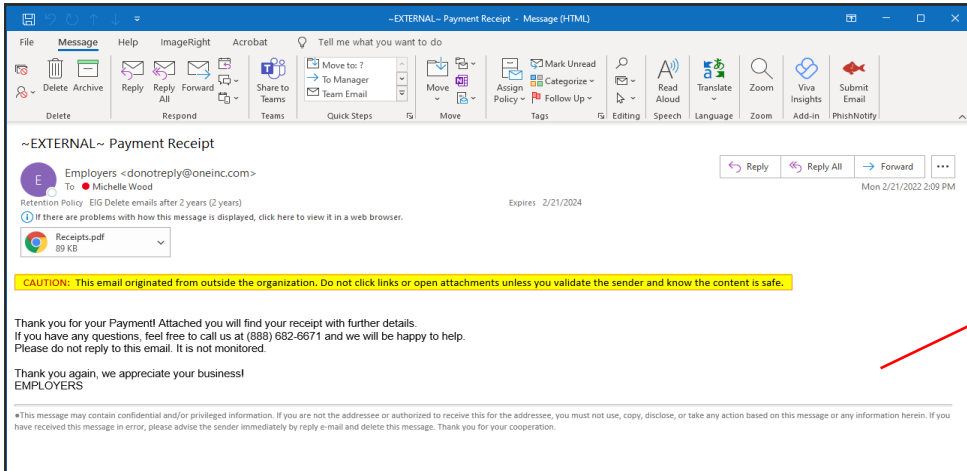 ~EXTERNAL~ Payment Receipt - Message (HTML)
File Message Help ImageRight Acrobat Tell me what you want to do
Delete Archive
Reply Reply All Forward
Share to Teams
Move to: ?
To Manager
Team Email
Move
Assign Policy
Mark Unread
Categorize
Follow Up
Read Aloud
Translate
Zoom
Viva Insights
Submit Email
Delete Respond Teams Quick Steps Move Tags Editing Speech Language Zoom Add-in PhishNotify
~EXTERNAL~ Payment Receipt
E
Employers <donotreply@oneinc.com>
To Michelle Wood
Reply Reply All Forward
Mon 2/21/2022 2:09 PM
Retention Policy EIG Delete emails after 2 years (2 years) Expires 2/21/2024
If there are problems with how this message is displayed, click here to view it in a web browser.
Receipts.pdf
89 KB
CAUTION: This email originated from outside the organization. Do not click links or open attachments unless you validate the sender and know the content is safe.
Thank you for your Payment! Attached you will find your receipt with further details.
If you have any questions, feel free to call us at (888) 682-6671 and we will be happy to help.
Please do not reply to this email. It is not monitored.
Thank you again, we appreciate your business!
EMPLOYERS
•This message may contain confidential and/or privileged information. If you are not the addressee or authorized to receive this for the addressee, you must not use, copy, disclose, or take any action based on this message or any information herein. If you
have received this message in error, please advise the sender immediately by reply e-mail and delete this message. Thank you for your cooperation.